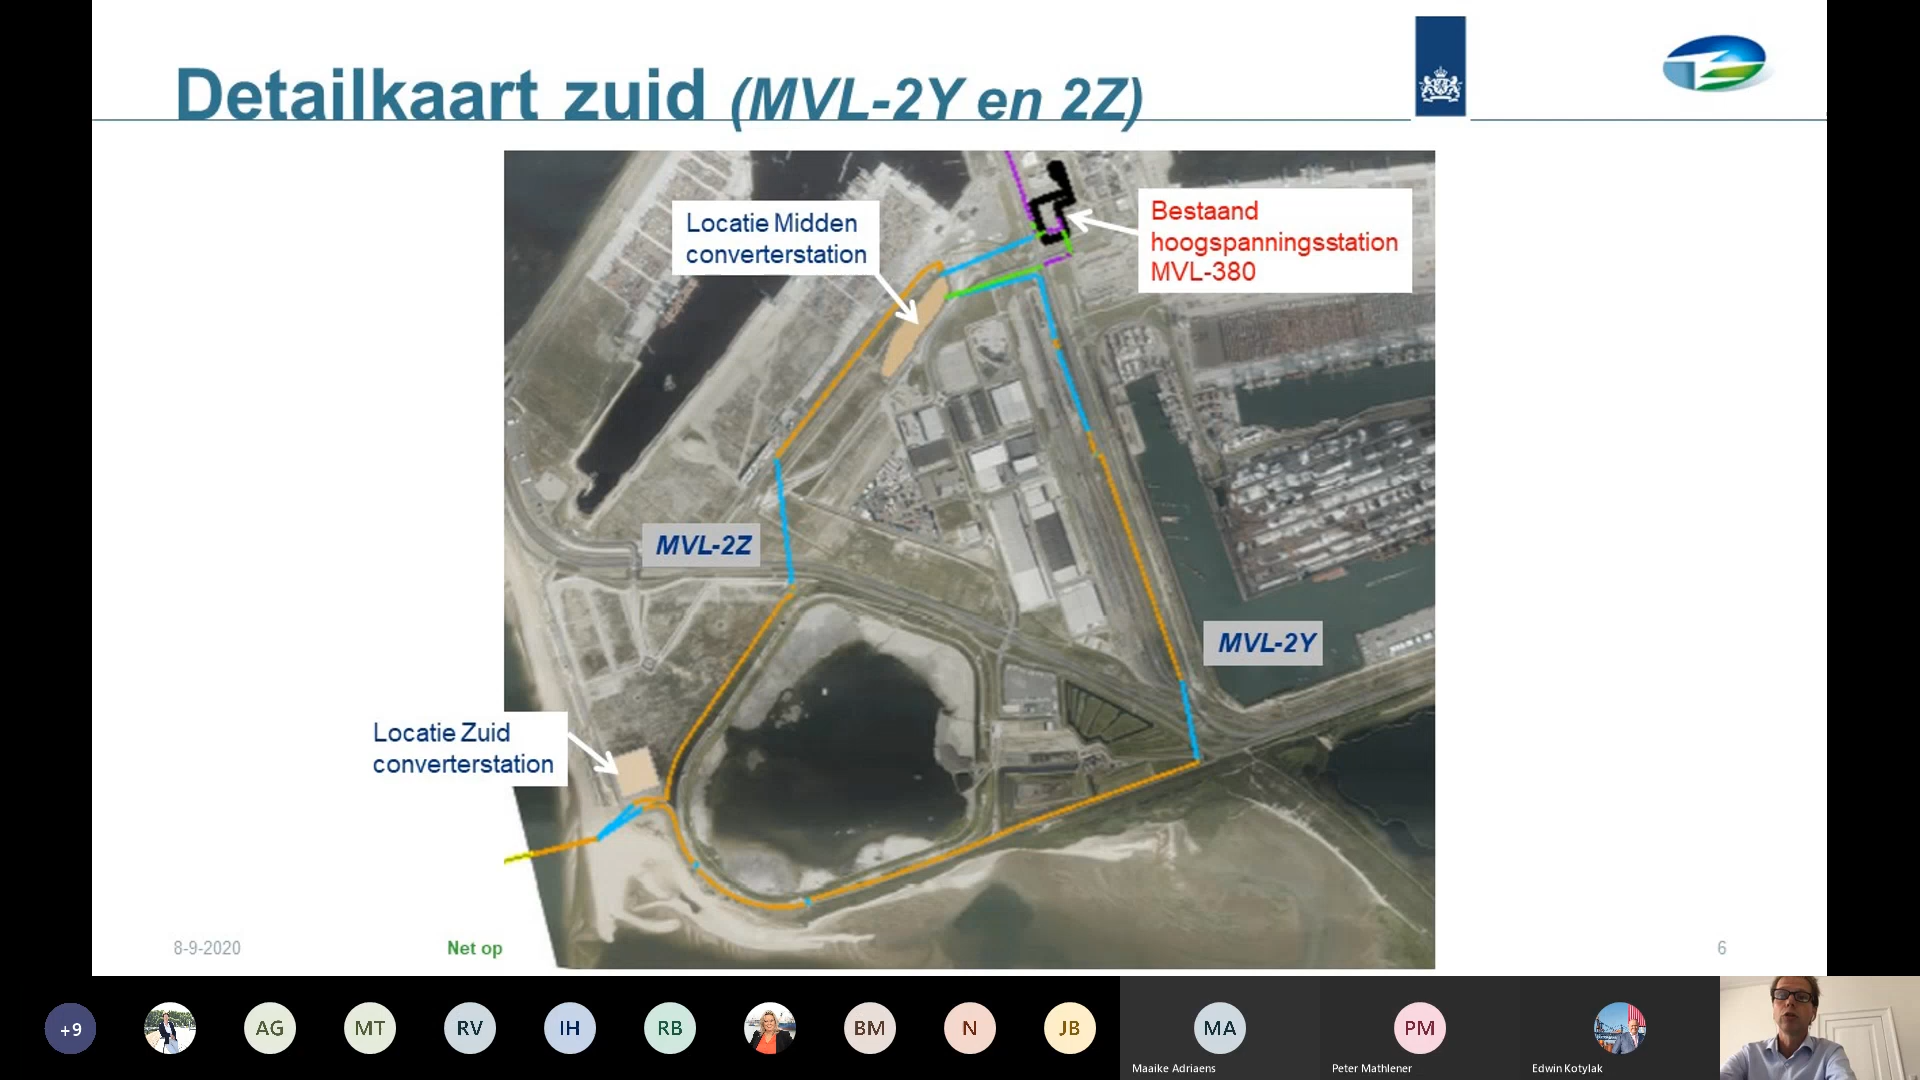 Detailkaart zuid (MVL-2Y en 2Z)
Locatie Midden
converterstation
Bestaand
hoogspanningsstation
MVL-380
MVL-2Z
MVL-2Y
Locatie Zuid
converterstation
8-9-2020
Net op
6
+9
AG
MT
RV
IH
RB
BM
N
JB
MA
PM
Maaike Adriaens
Peter Mathlener
Edwin Kotylak